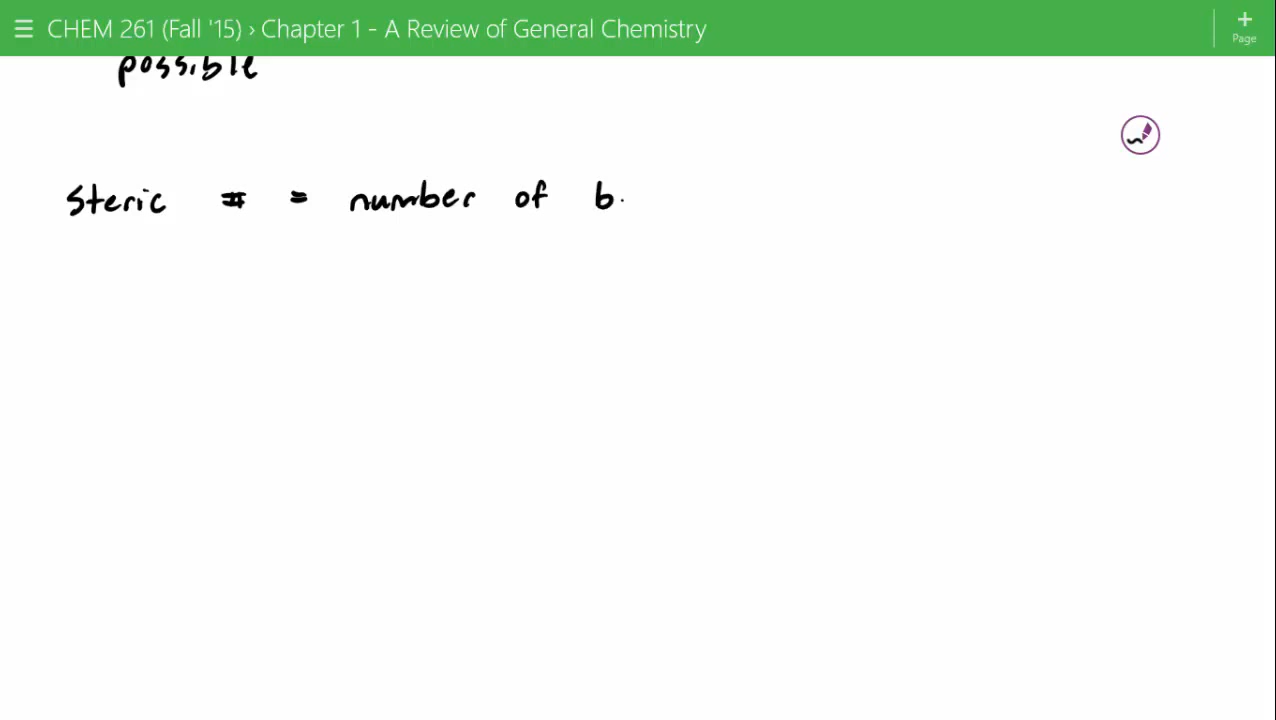 CHEM 261 (Fall '15) › Chapter 1 - A Review of General Chemistry
Page
possible
Steric # = number of b